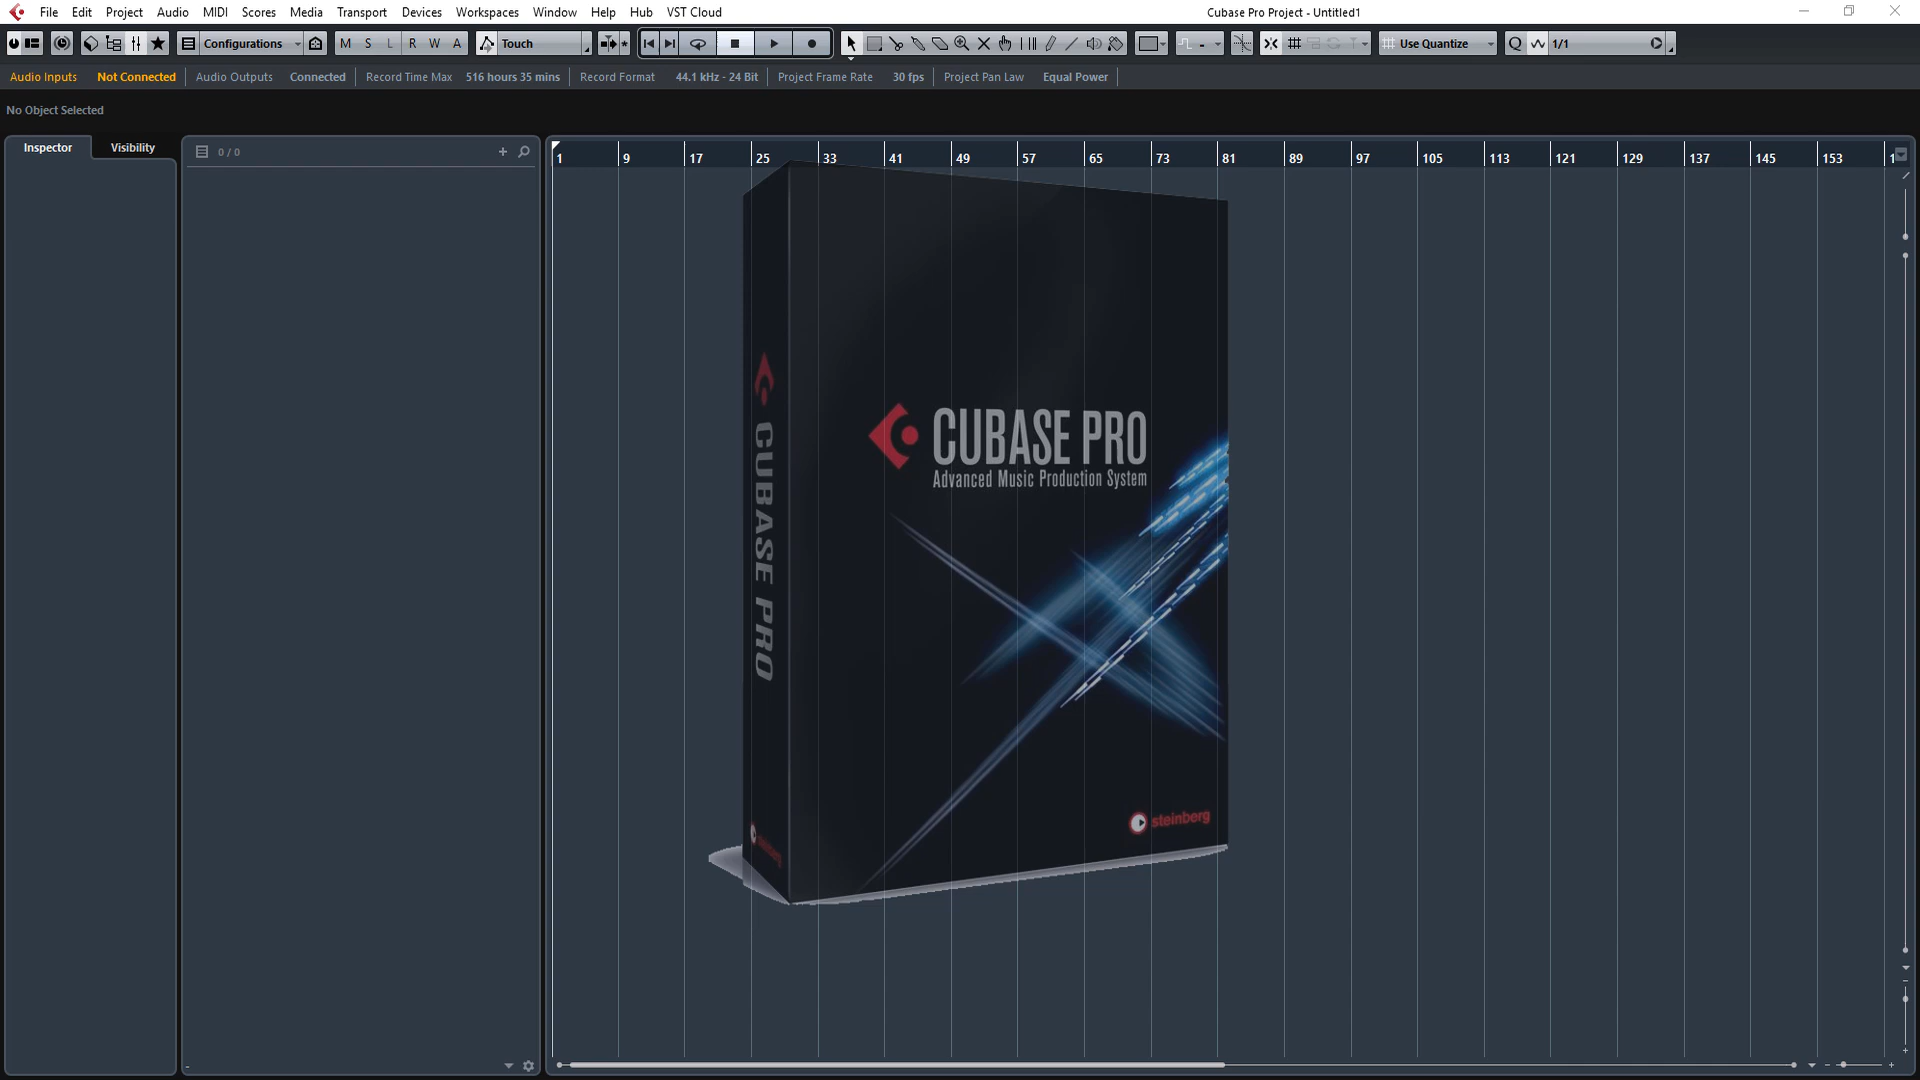 File Edit Project Audio MIDI Scores Media Transport Devices Workspaces Window Help Hub VST Cloud Cubase Pro Project - Untitled1
Configurations M S L R W A Touch Use Quantize Q 1/1
Audio Inputs Not Connected Audio Outputs Connected Record Time Max 516 hours 35 mins Record Format 44.1 kHz - 24 Bit Project Frame Rate 30 fps Project Pan Law Equal Power
No Object Selected
Inspector Visibility 0 / 0
1 9 17 25 33 41 49 57 65 73 81 89 97 105 113 121 129 137 145 153
CUBASE PRO
CUBASE PRO
Advanced Music Production System
steinberg
steinberg